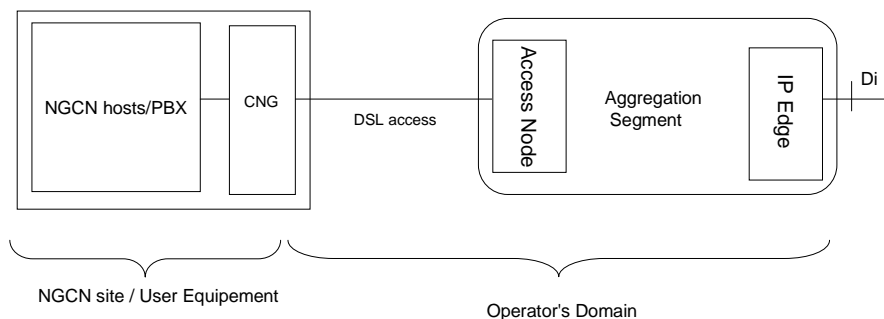 NGCN hosts/PBX
CNG
DSL access
Access Node
Aggregation
Segment
IP Edge
Di
NGCN site / User Equipement
Operator's Domain